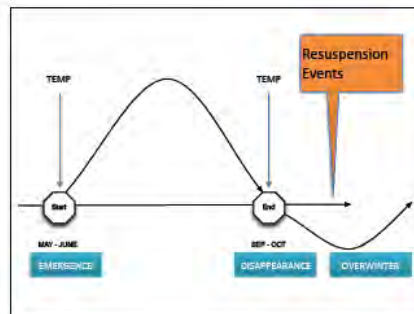 Resuspension
Events
TEMP
TEMP
Start
End
MAY - JUNE
SEP - OCT
EMERGENCE
DISAPPEARANCE
OVERWINTER